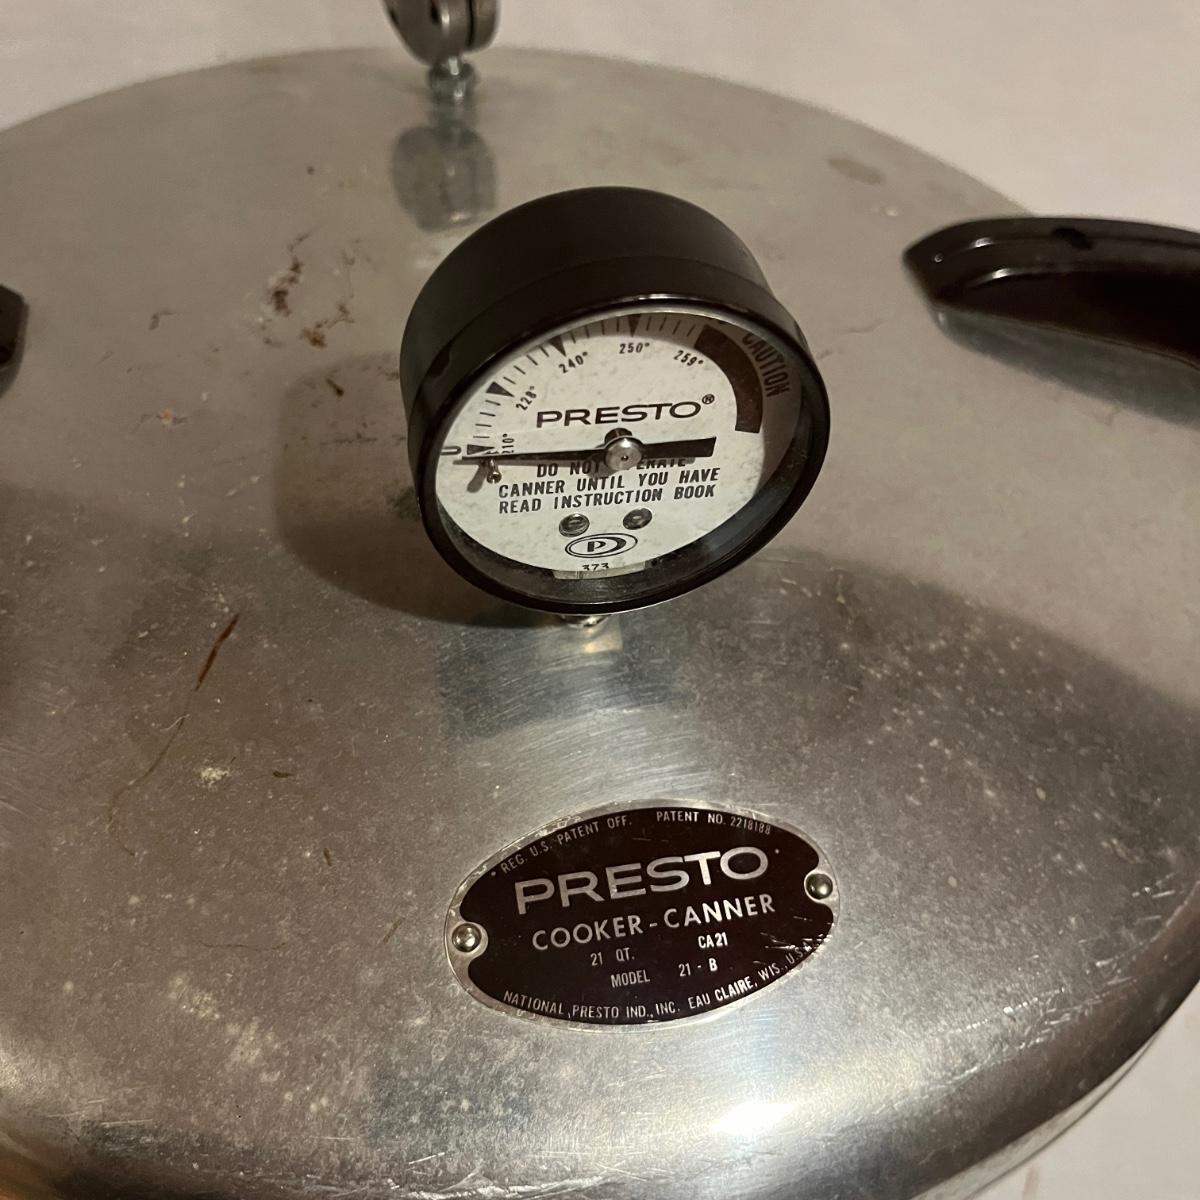 CAUTION
250°
240°
259°
228°
PRESTO®
210°
0
DO NOT OPERATE
CANNER UNTIL YOU HAVE
READ INSTRUCTION BOOK
P
373
REG. U.S. PATENT OFF. PATENT NO. 2218188
PRESTO
COOKER-CANNER
21 QT. CA21
MODEL 21-B
NATIONAL PRESTO IND., INC. EAU CLAIRE, WIS., U.S.A.